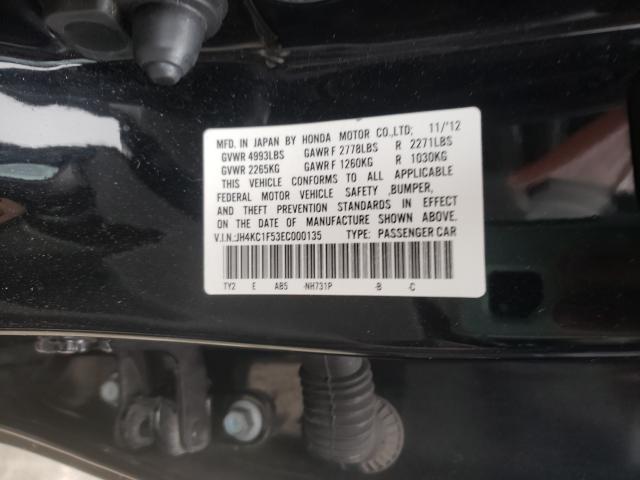 MFD. IN JAPAN BY HONDA MOTOR CO.,LTD; 11/'12
GVWR 4993LBS GAWR F 2778LBS R 2271LBS
GVWR 2265KG GAWR F 1260KG R 1030KG
THIS VEHICLE CONFORMS TO ALL APPLICABLE
FEDERAL MOTOR VEHICLE SAFETY ,BUMPER,
AND THEFT PREVENTION STANDARDS IN EFFECT
ON THE DATE OF MANUFACTURE SHOWN ABOVE.
V.I.N.:JH4KC1F53EC000135 TYPE: PASSENGER CAR
TY2 E AB5 -NH731P -B -C